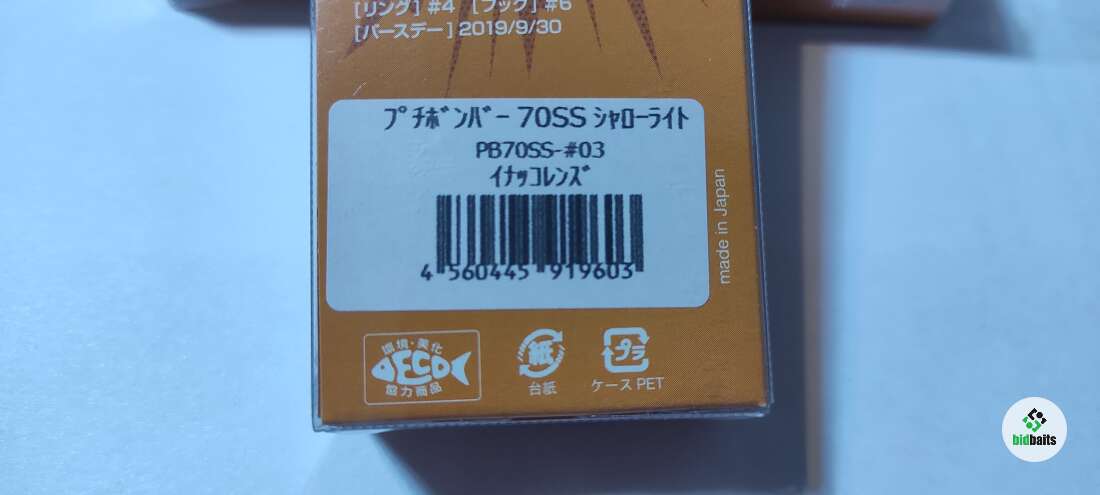 [リング] #4 [フック] #6
[バースデー] 2019/9/30
プチボンバー 70SS シャローライト
PB70SS-#03
イナッコレンズ
4 560445 919603
made in Japan
環境・美化
ECO
協力商品
紙
台紙
プラ
ケース PET
bidbaits